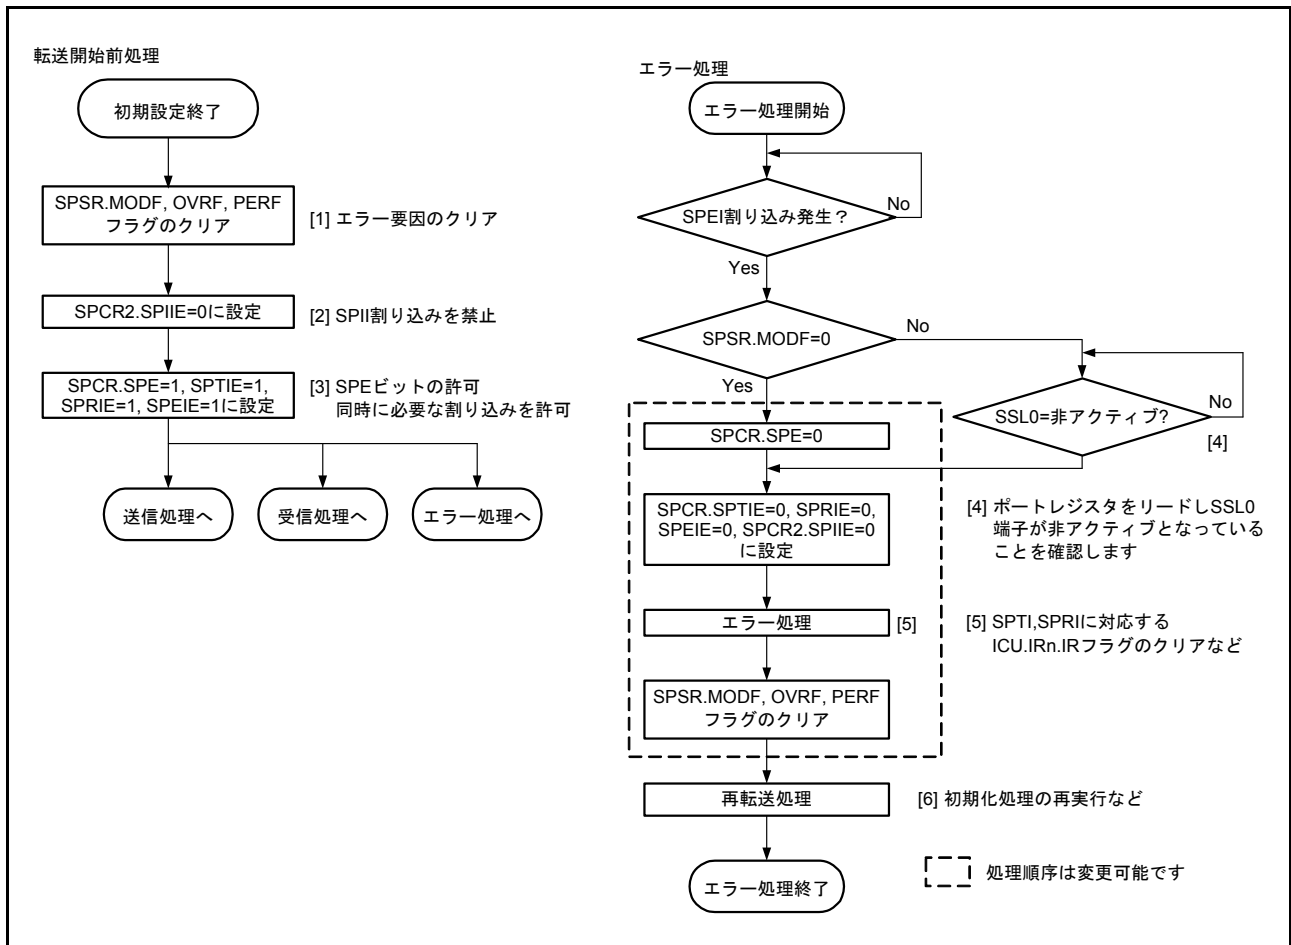 転送開始前処理
初期設定終了
SPSR.MODF, OVRF, PERF
フラグのクリア
[1] エラー要因のクリア
SPCR2.SPIIE=0に設定
[2] SPII割り込みを禁止
SPCR.SPE=1, SPTIE=1,
SPRIE=1, SPEIE=1に設定
[3] SPEビットの許可
同時に必要な割り込みを許可
送信処理へ
受信処理へ
エラー処理へ
エラー処理
エラー処理開始
SPEI割り込み発生？
No
Yes
SPSR.MODF=0
No
Yes
SSL0=非アクティブ?
No
[4]
SPCR.SPE=0
SPCR.SPTIE=0, SPRIE=0,
SPEIE=0, SPCR2.SPIIE=0
に設定
[4] ポートレジスタをリードしSSL0
端子が非アクティブとなっている
ことを確認します
エラー処理
[5]
[5] SPTI,SPRIに対応する
ICU.IRn.IRフラグのクリアなど
SPSR.MODF, OVRF, PERF
フラグのクリア
再転送処理
[6] 初期化処理の再実行など
エラー処理終了
処理順序は変更可能です